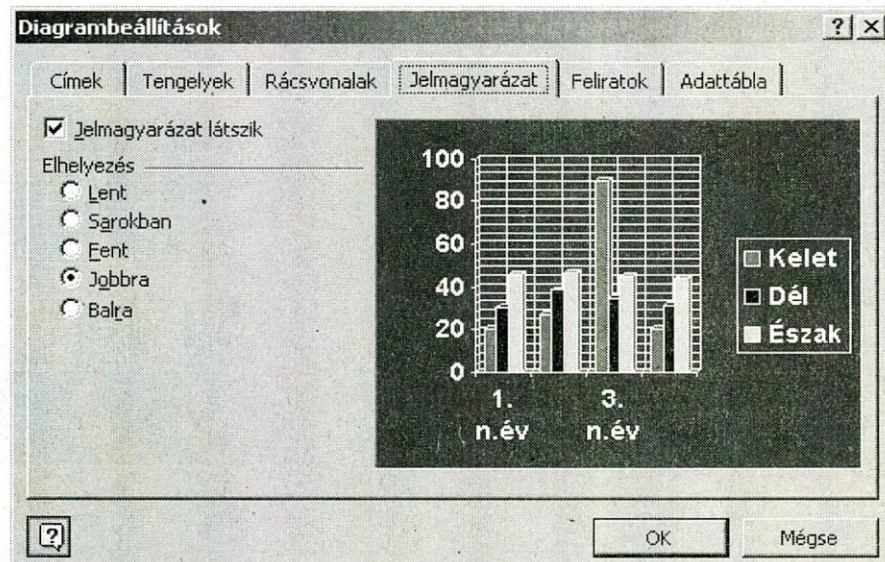 Diagrambeállítások
? X
Címek Tengelyek Rácsvonalak Jelmagyarázat Feliratok Adattábla
Jelmagyarázat látszik
Elhelyezés
Lent
Sarokban
Fent
Jobbra
Balra
100
80
60
40
20
0
1. n.év
3. n.év
Kelet
Dél
Észak
?
OK Mégse